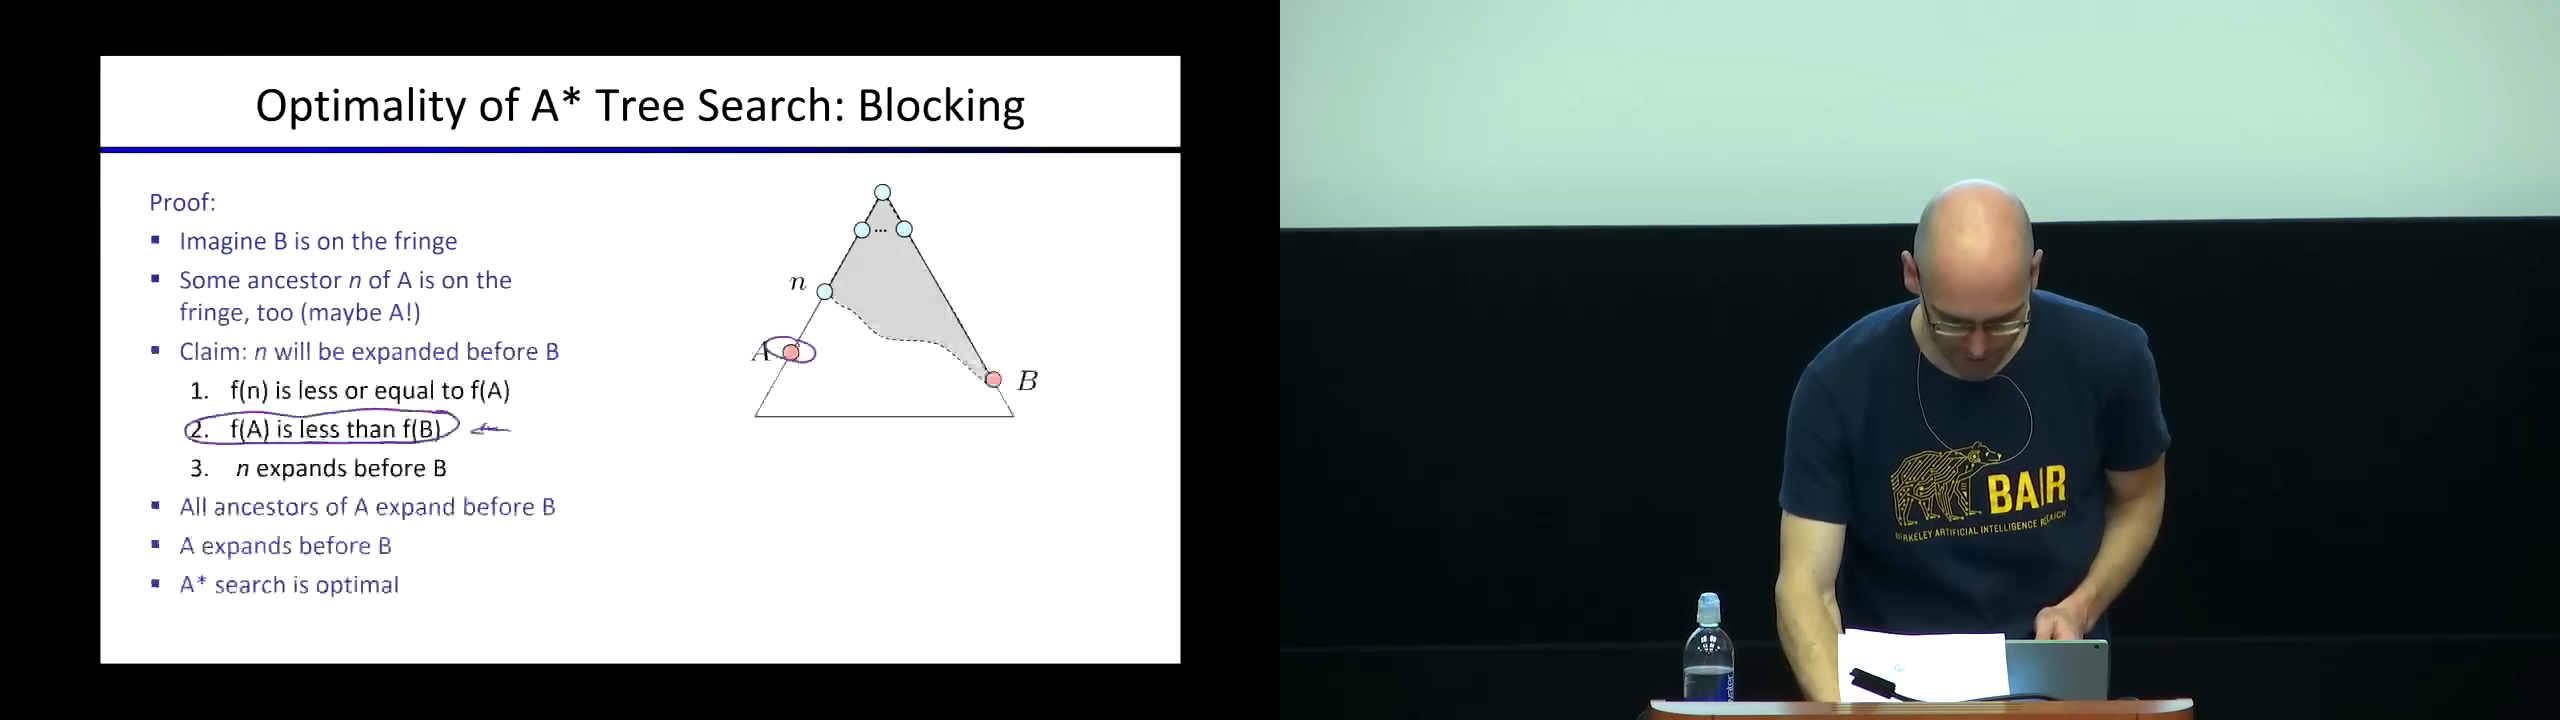 Optimality of A* Tree Search: Blocking
Proof:
▪ Imagine B is on the fringe
▪ Some ancestor n of A is on the
fringe, too (maybe A!)
▪ Claim: n will be expanded before B
1. f(n) is less or equal to f(A)
2. f(A) is less than f(B)
3. n expands before B
▪ All ancestors of A expand before B
▪ A expands before B
▪ A* search is optimal
...
n
A
B
BAIR
BERKELEY ARTIFICIAL INTELLIGENCE RESEARCH
water